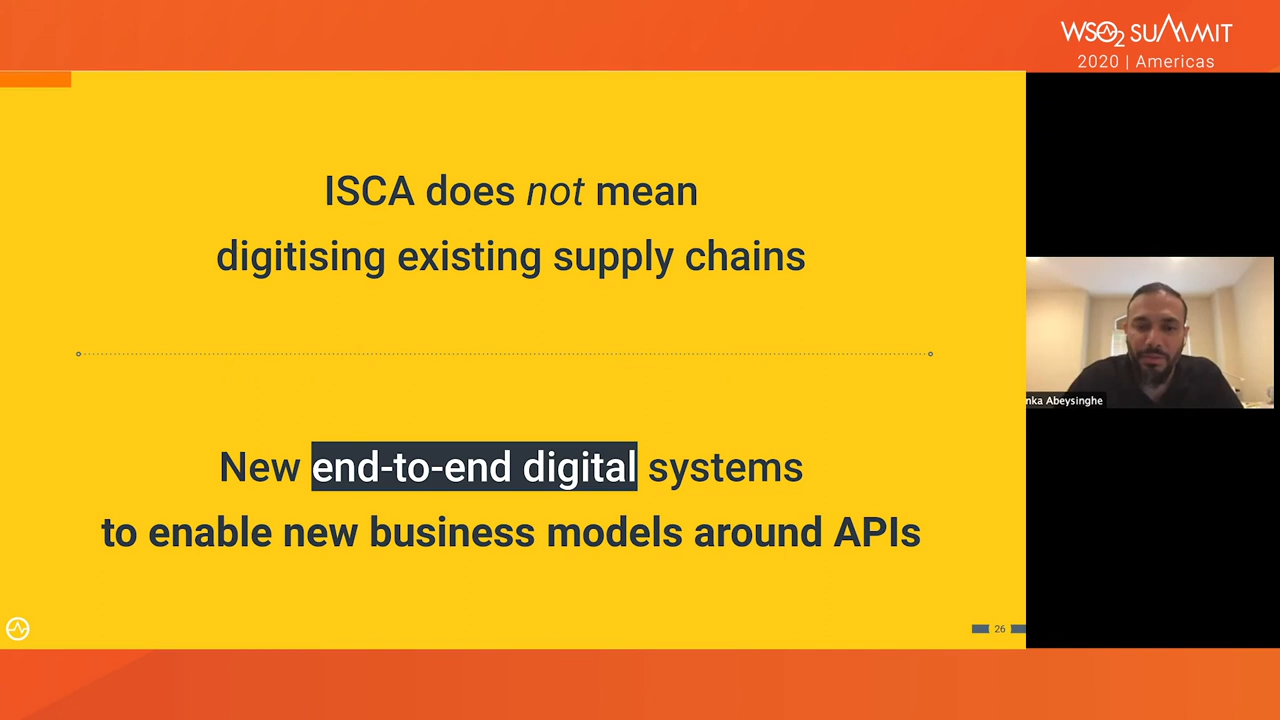 WSO2 SUMMIT
2020 | Americas
ISCA does not mean
digitising existing supply chains
New end-to-end digital systems
to enable new business models around APIs
nka Abeysinghe
26